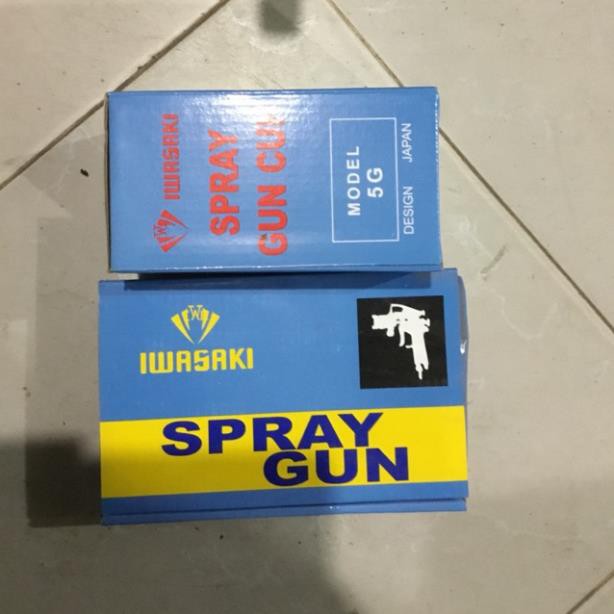 IWASAKI
SPRAY
GUN CUP
MODEL
5G
DESIGN JAPAN
IWASAKI
SPRAY
GUN